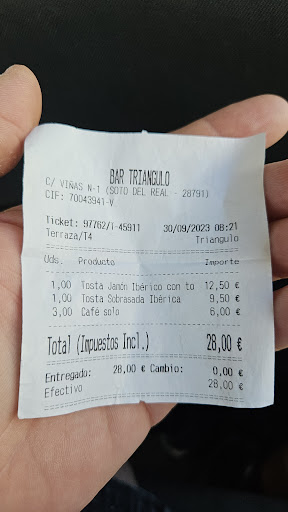 BAR TRIANGULO
C/ VIÑAS N-1 (SOTO DEL REAL - 28791)
CIF: 70043941-V
Ticket: 97762/T-45911 30/09/2023 08:21
Terraza/T4 Triangulo
Uds. Producto Importe
1,00 Tosta Jamón Ibérico con to 12,50 €
1,00 Tosta Sobrasada Ibérica 9,50 €
3,00 Café solo 6,00 €
Total (Impuestos Incl.) 28,00 €
Entregado: 28,00 € Cambio: 0,00 €
Efectivo 28,00 €